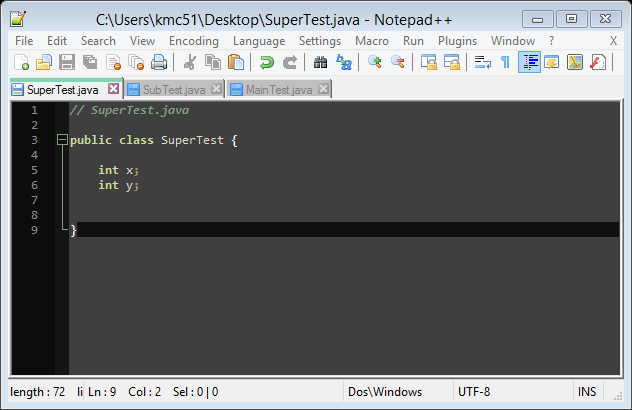 C:\Users\kmc51\Desktop\SuperTest.java - Notepad++
File Edit Search View Encoding Language Settings Macro Run Plugins Window ? X
SuperTest.java SubTest.java MainTest.java
1 // SuperTest.java
2
3 public class SuperTest {
4
5 int x;
6 int y;
7
8
9 }
length : 72 li Ln : 9 Col : 2 Sel : 0 | 0 Dos\Windows UTF-8 INS